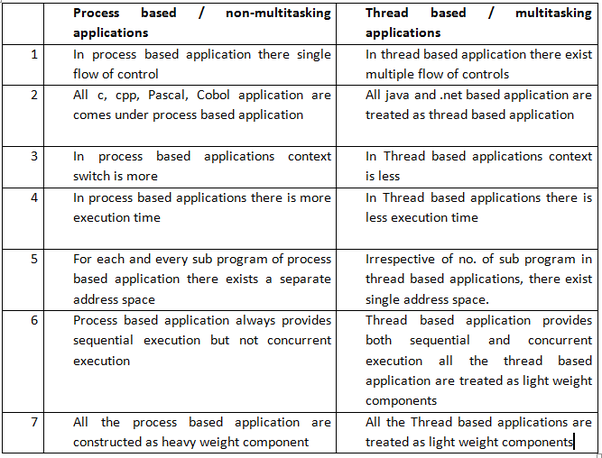 Process based / non-multitasking
applications
Thread based / multitasking
applications
1
In process based application there single
flow of control
In thread based application there exist
multiple flow of controls
2
All c, cpp, Pascal, Cobol application are
comes under process based application
All java and .net based application are
treated as thread based application
3
In process based applications context
switch is more
In Thread based applications context
is less
4
In process based applications there is more
execution time
In Thread based applications there is
less execution time
5
For each and every sub program of process
based application there exists a separate
address space
Irrespective of no. of sub program in
thread based applications, there exist
single address space.
6
Process based application always provides
sequential execution but not concurrent
execution
Thread based application provides
both sequential and concurrent
execution all the thread based
application are treated as light weight
components
7
All the process based application are
constructed as heavy weight component
All the Thread based applications are
treated as light weight components